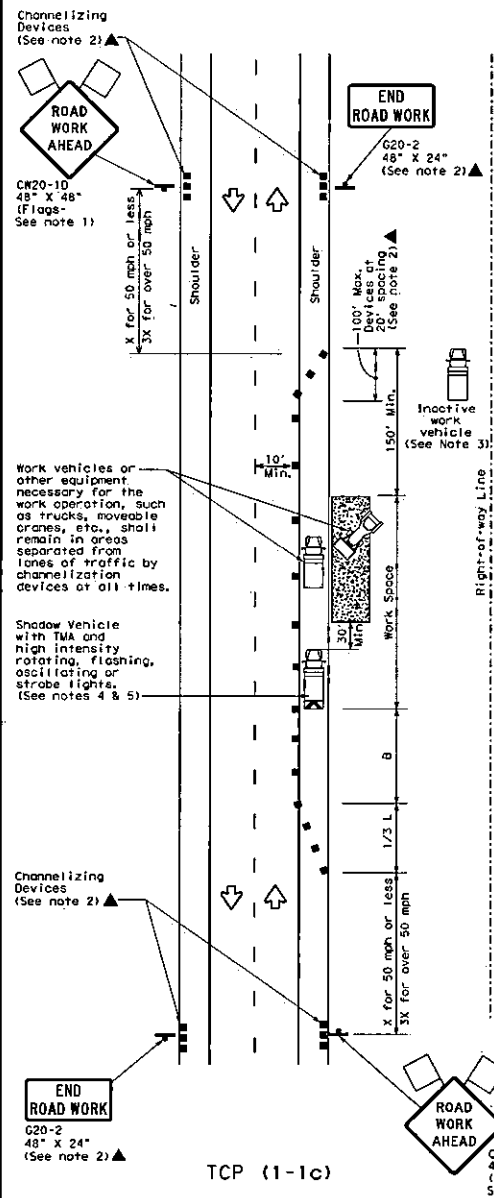 Channelizing
Devices
(See note 2)▲
ROAD
WORK
AHEAD
CW20-1D
48" X 48"
(Flags-
See note 1)
X for 50 mph or less
3X for over 50 mph
Shoulder
Shoulder
END
ROAD WORK
G20-2
48" X 24"
(See note 2)▲
100' Max.
Devices at
20' spacing
(See note 2)▲
150' Min.
Inactive
work
vehicle
(See Note 3)
Right-of-way Line
10'
Min.
Work vehicles or
other equipment
necessary for the
work operation, such
as trucks, moveable
cranes, etc., shall
remain in areas
separated from
lanes of traffic by
channelization
devices at all times.
Work Space
30'
Min
Shadow Vehicle
with TMA and
high intensity
rotating, flashing,
oscillating or
strobe lights.
(See notes 4 & 5)
B
1/3 L
Channelizing
Devices
(See note 2)▲
X for 50 mph or less
3X for over 50 mph
END
ROAD WORK
G20-2
48" X 24"
(See note 2)▲
ROAD
WORK
AHEAD
TCP (1-1c)